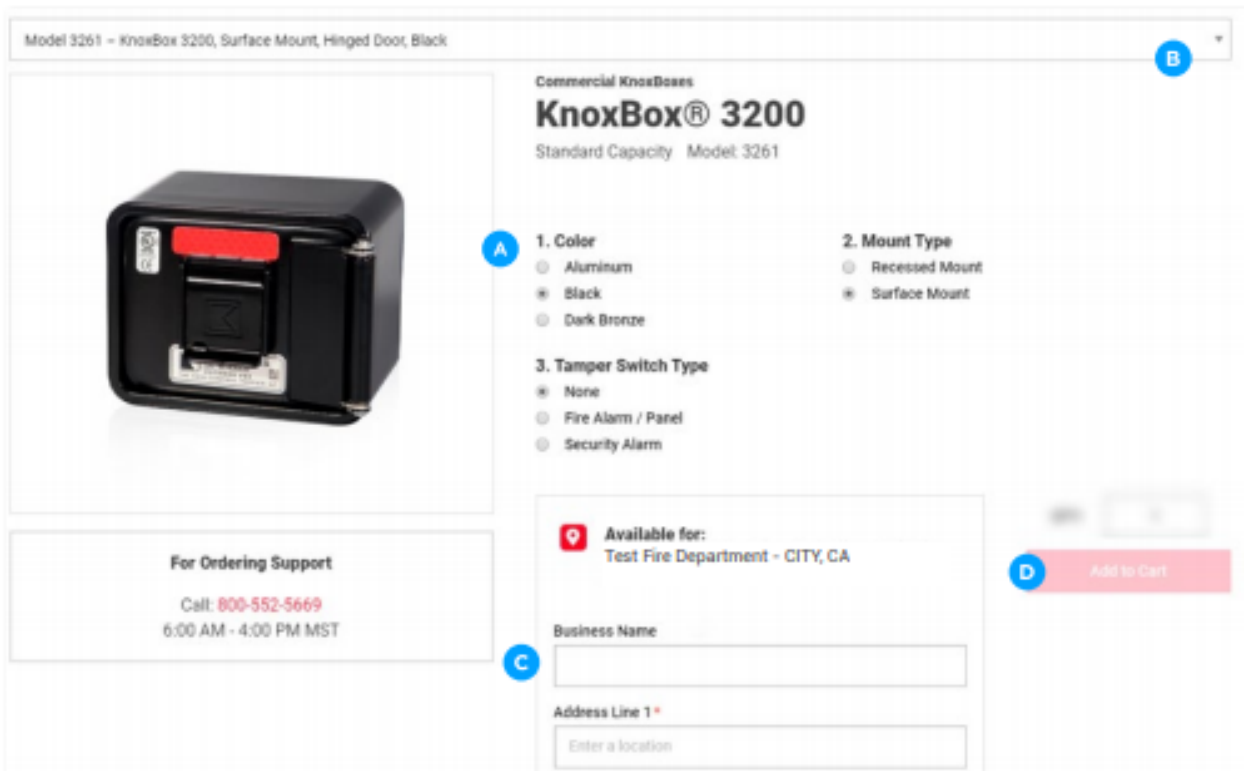 Model 3261 – KnoxBox 3200, Surface Mount, Hinged Door, Black
B
Commercial KnoxBoxes
KnoxBox® 3200
Standard Capacity Model: 3261
A
1. Color
Aluminum
Black
Dark Bronze
2. Mount Type
Recessed Mount
Surface Mount
3. Tamper Switch Type
None
Fire Alarm / Panel
Security Alarm
For Ordering Support
Call: 800-552-5669
6:00 AM - 4:00 PM MST
Available for:
Test Fire Department - CITY, CA
D
Add to Cart
C
Business Name
Address Line 1*
Enter a location